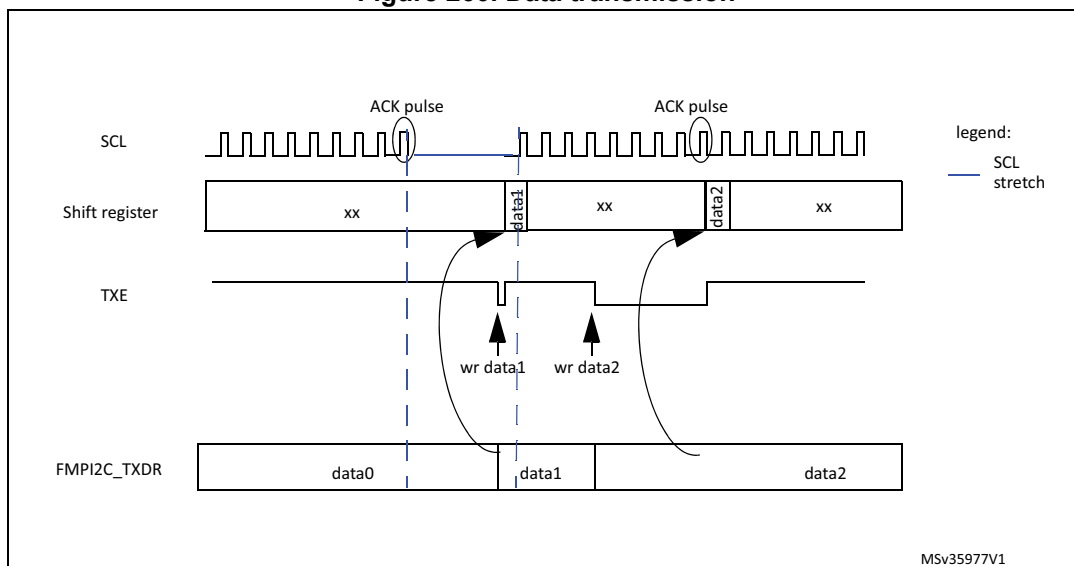 ACK pulse
ACK pulse
SCL
legend:
SCL
stretch
Shift register
xx
data1
xx
data2
xx
TXE
wr data1
wr data2
FMPI2C_TXDR
data0
data1
data2
MSv35977V1